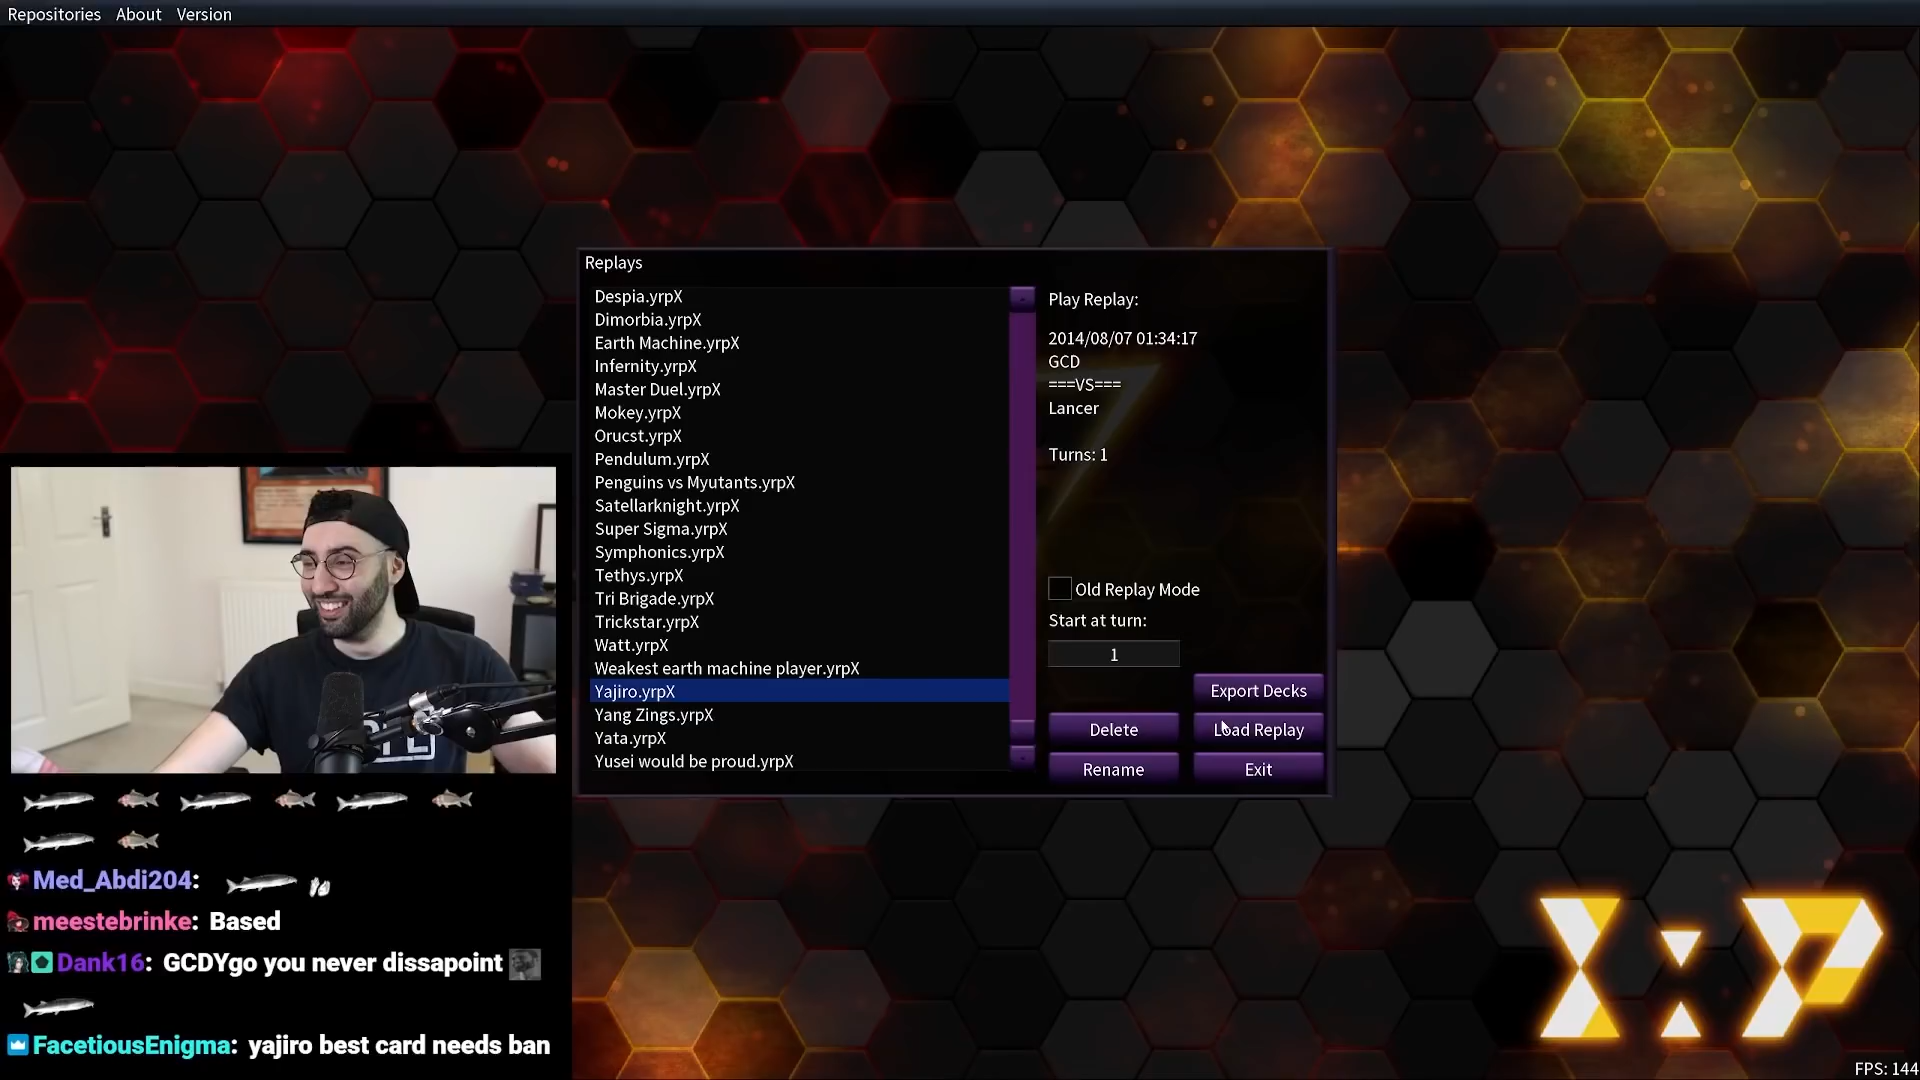 Repositories About Version
Replays
Despia.yrpX
Dimorbia.yrpX
Earth Machine.yrpX
Infernity.yrpX
Master Duel.yrpX
Mokey.yrpX
Orucst.yrpX
Pendulum.yrpX
Penguins vs Myutants.yrpX
Satellarknight.yrpX
Super Sigma.yrpX
Symphonics.yrpX
Tethys.yrpX
Tri Brigade.yrpX
Trickstar.yrpX
Watt.yrpX
Weakest earth machine player.yrpX
Yajiro.yrpX
Yang Zings.yrpX
Yata.yrpX
Yusei would be proud.yrpX
Play Replay:
2014/08/07 01:34:17
GCD
===VS===
Lancer
Turns: 1
Old Replay Mode
Start at turn:
1
Export Decks
Delete
Load Replay
Rename
Exit
Med_Abdi204:
meestebrinke: Based
Dank16: GCDYgo you never dissapoint
FacetiousEnigma: yajiro best card needs ban
X:P
FPS: 144